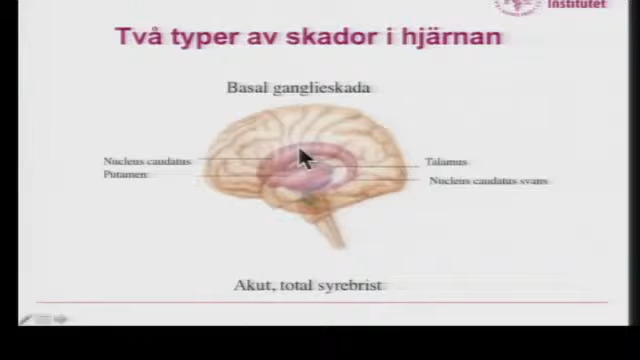 Institutet
Två typer av skador i hjärnan
Basal ganglieskada
Nucleus caudatus
Putamen
Talamus
Nucleus caudatus svans
Akut, total syrebrist